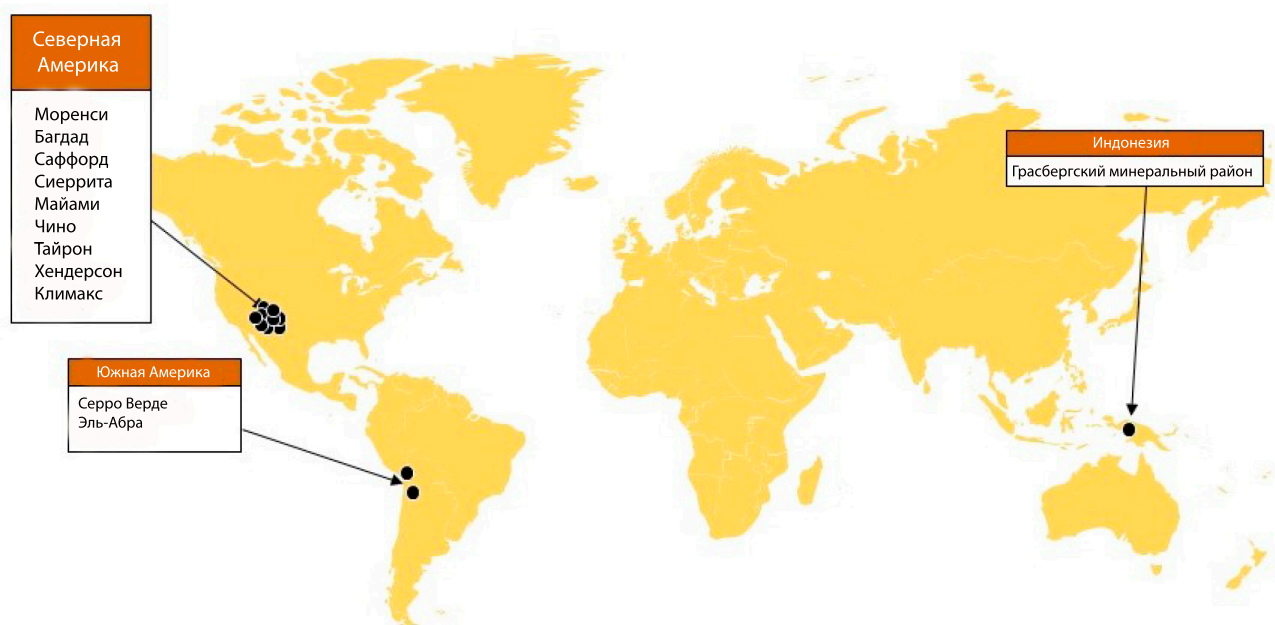 Северная
Америка
Моренси
Багдад
Саффорд
Сиеррита
Майами
Чино
Тайрон
Хендерсон
Климакс
Южная Америка
Серро Верде
Эль-Абра
Индонезия
Грасбергский минеральный район